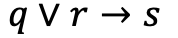 q ∨ r → s